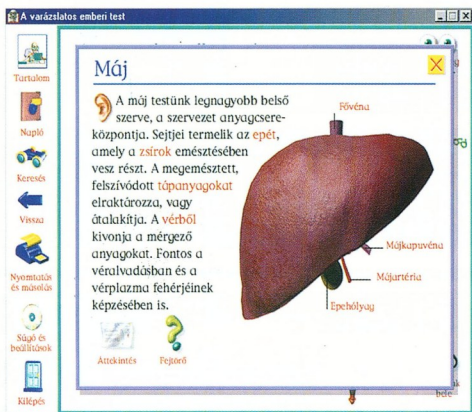 A varázslatos emberi test
Tartalom
Napló
Keresés
Vissza
Nyomtatás
és másolás
Súgó és
beállítások
Kilépés
Máj
A máj testünk legnagyobb belső
szerve, a szervezet anyagcsere-
központja. Sejtjei termelik az epét,
amely a zsírok emésztésében
vesz részt. A megemésztett,
felszívódott tápanyagokat
elraktározza, vagy
átalakítja. A vérből
kivonja a mérgező
anyagokat. Fontos a
véralvadásban és a
vérplazma fehérjéinek
képzésében is.
Áttekintés
Fejtörő
Fővéna
Májkapuvéna
Májartéria
Epehólyag
bele